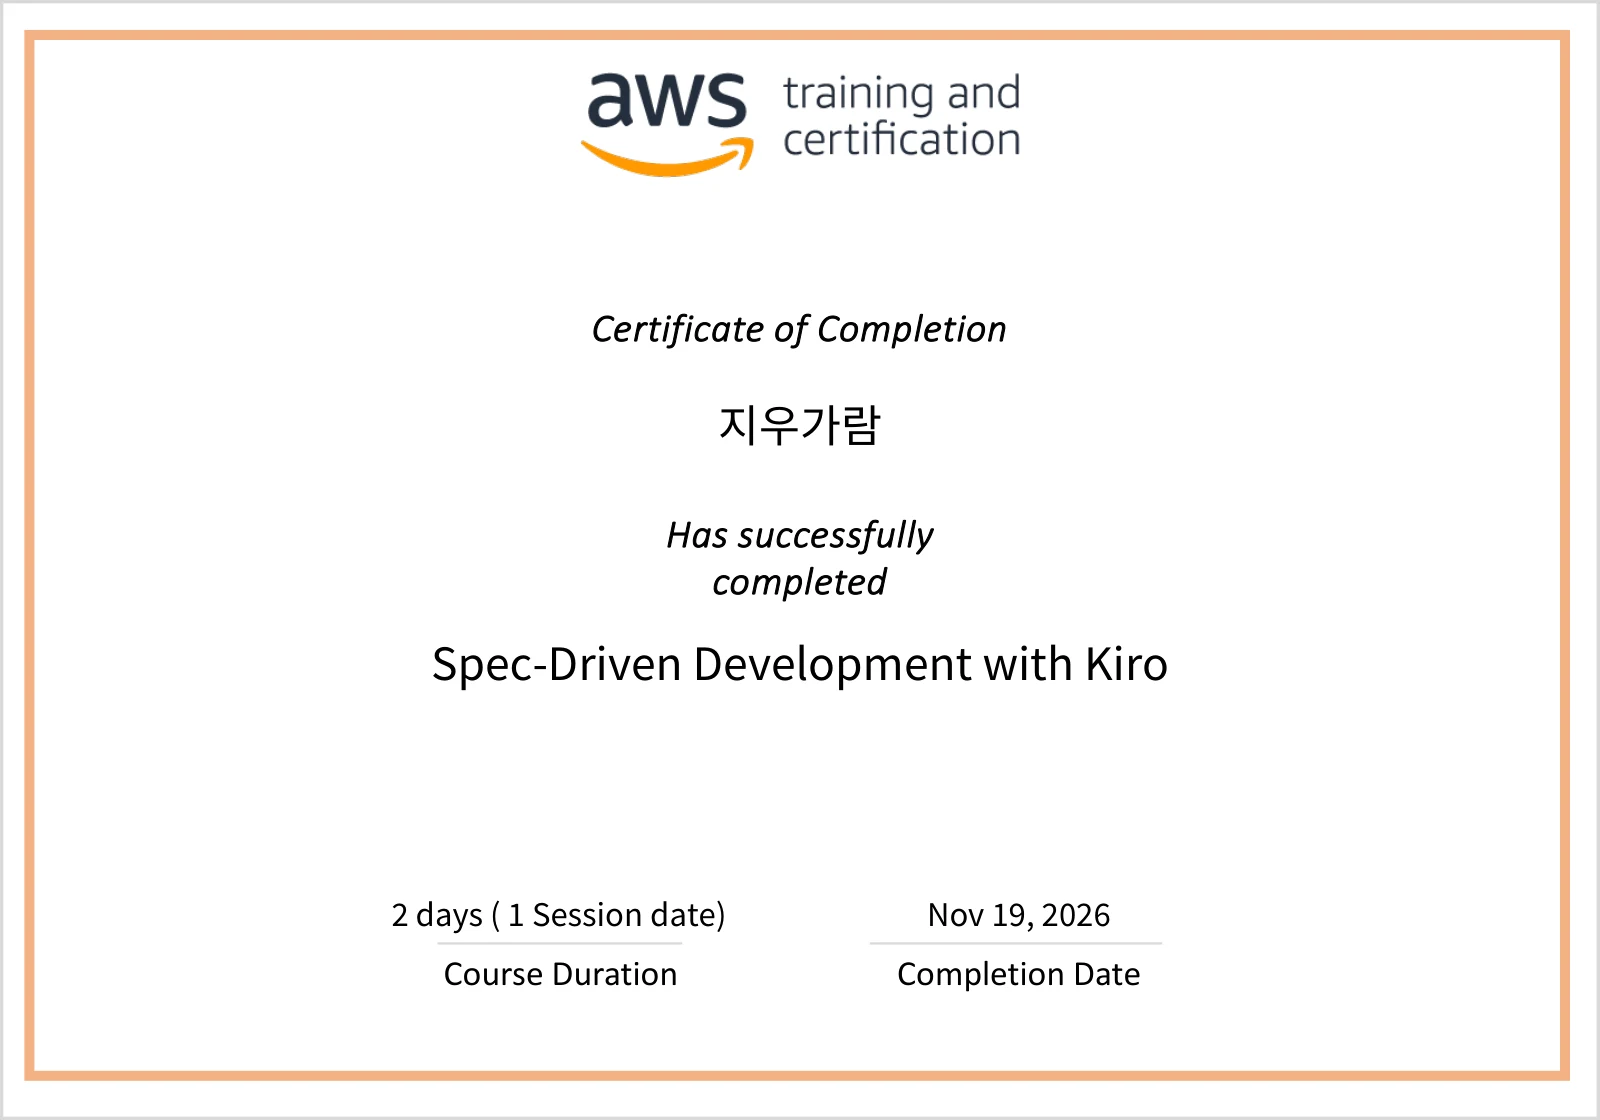 aws training and
certification
Certificate of Completion
지우가람
Has successfully
completed
Spec-Driven Development with Kiro
2 days ( 1 Session date)
Course Duration
Nov 19, 2026
Completion Date